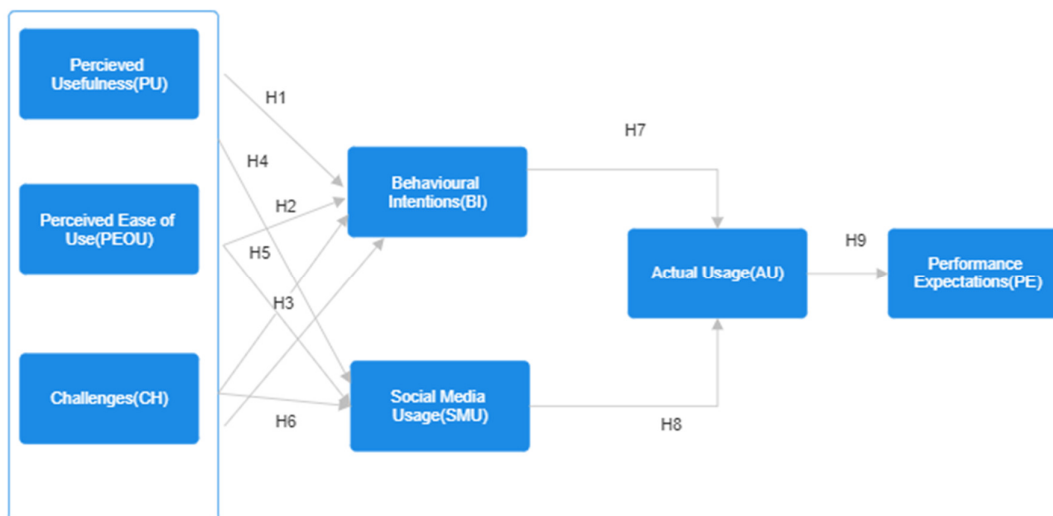 Percieved
Usefulness(PU)
H1
H7
H4
Behavioural
Intentions(BI)
Perceived Ease of
Use(PEOU)
H2
H5
H9
Actual Usage(AU)
Performance
Expectations(PE)
H3
Challenges(CH)
Social Media
Usage(SMU)
H6
H8